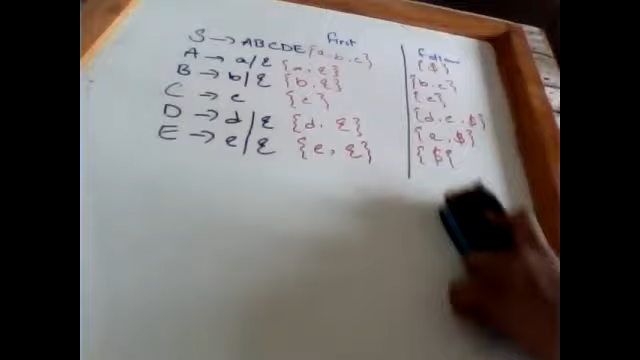 First Follow
S → ABCDE {a, b, c} {$}
A → a/ε {a, ε} {b, c}
B → b/ε {b, ε} {c}
C → c {c} {d, e, $}
D → d/ε {d, ε} {e, $}
E → e/ε {e, ε} {$}